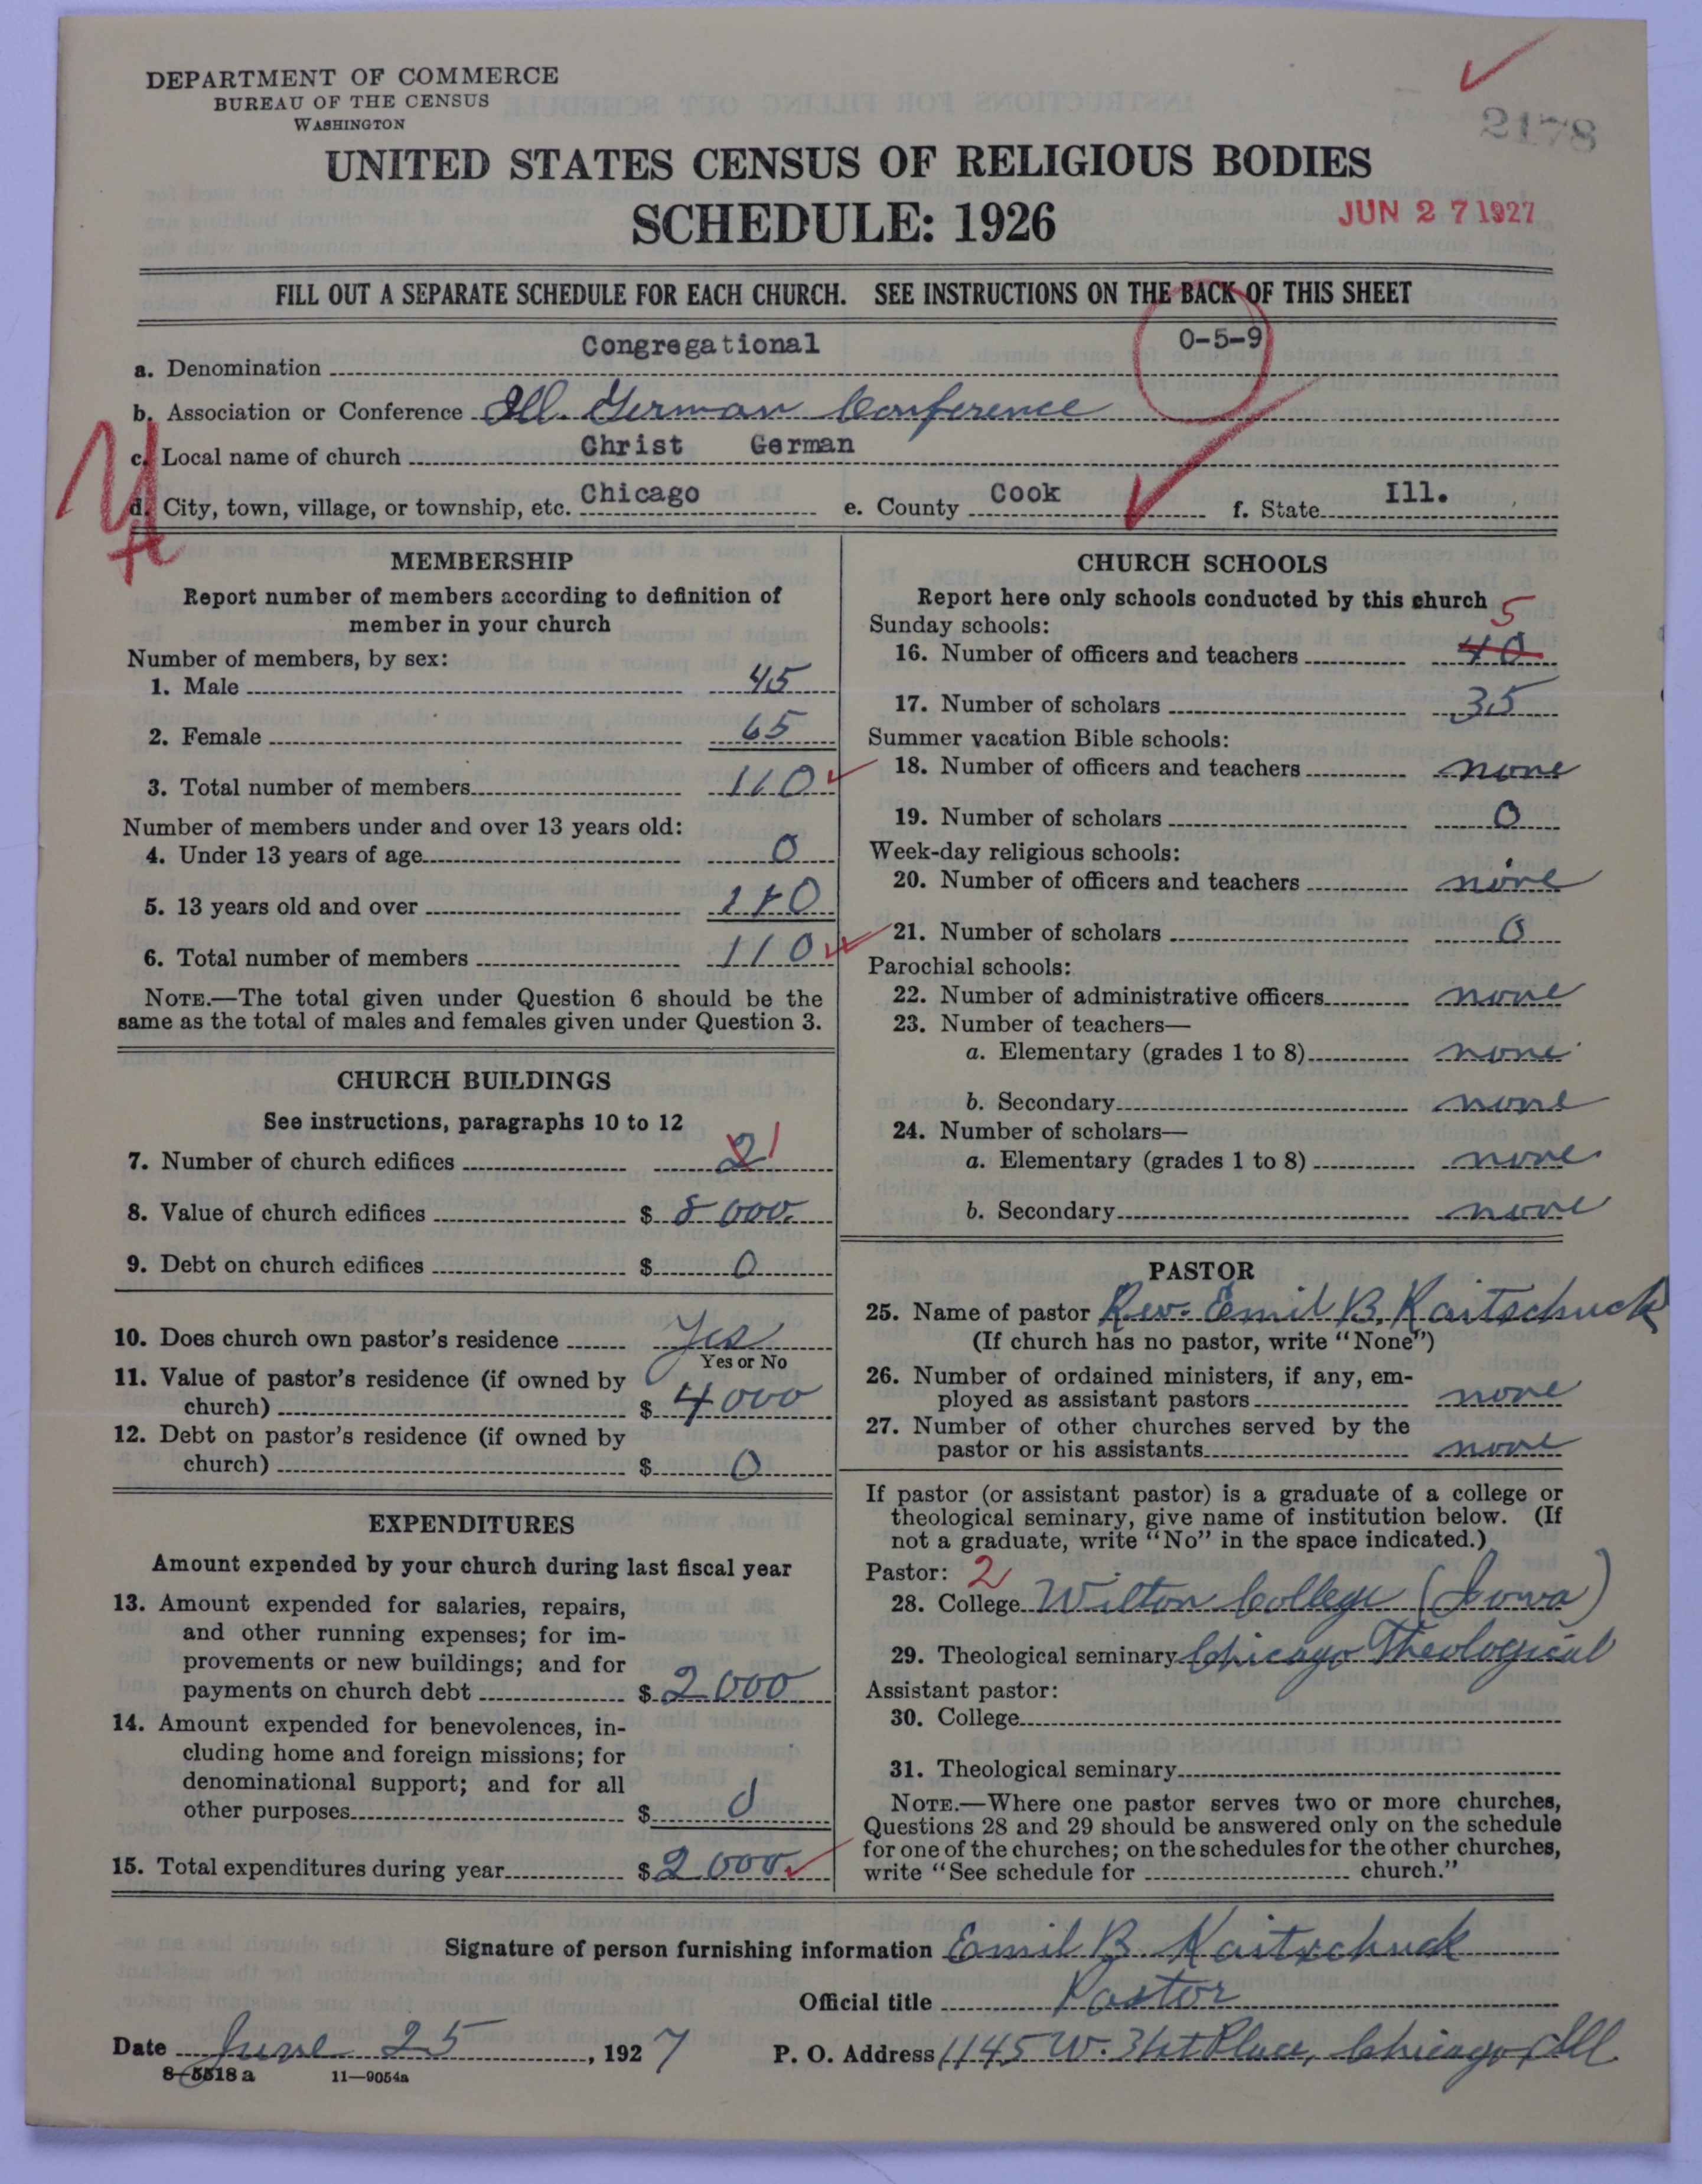 DEPARTMENT OF COMMERCE
BUREAU OF THE CENSUS
WASHINGTON
2178
UNITED STATES CENSUS OF RELIGIOUS BODIES
SCHEDULE: 1926
JUN 27 1927
FILL OUT A SEPARATE SCHEDULE FOR EACH CHURCH. SEE INSTRUCTIONS ON THE BACK OF THIS SHEET
a. Denomination Congregational 0-5-9
b. Association or Conference Ill. German Conference
c. Local name of church Christ German
d. City, town, village, or township, etc. Chicago e. County Cook f. State Ill.
MEMBERSHIP
Report number of members according to definition of
member in your church
Number of members, by sex:
1. Male 45
2. Female 65
3. Total number of members 110
Number of members under and over 13 years old:
4. Under 13 years of age 0
5. 13 years old and over 110
6. Total number of members 110
NOTE.—The total given under Question 6 should be the
same as the total of males and females given under Question 3.
CHURCH BUILDINGS
See instructions, paragraphs 10 to 12
7. Number of church edifices 2 1
8. Value of church edifices $ 8000.
9. Debt on church edifices $ 0
10. Does church own pastor's residence Yes
Yes or No
11. Value of pastor's residence (if owned by
church) $ 4000
12. Debt on pastor's residence (if owned by
church) $ 0
EXPENDITURES
Amount expended by your church during last fiscal year
13. Amount expended for salaries, repairs,
and other running expenses; for im-
provements or new buildings; and for
payments on church debt $ 2000
14. Amount expended for benevolences, in-
cluding home and foreign missions; for
denominational support; and for all
other purposes $ 0
15. Total expenditures during year $ 2000.
CHURCH SCHOOLS
Report here only schools conducted by this church
Sunday schools: 5
16. Number of officers and teachers 40
17. Number of scholars 35
Summer vacation Bible schools:
18. Number of officers and teachers none
19. Number of scholars 0
Week-day religious schools:
20. Number of officers and teachers none
21. Number of scholars 0
Parochial schools:
22. Number of administrative officers none
23. Number of teachers—
a. Elementary (grades 1 to 8) none
b. Secondary none
24. Number of scholars—
a. Elementary (grades 1 to 8) none
b. Secondary none
PASTOR
25. Name of pastor Rev. Emil B. Kaitschuck
(If church has no pastor, write "None")
26. Number of ordained ministers, if any, em-
ployed as assistant pastors none
27. Number of other churches served by the
pastor or his assistants none
If pastor (or assistant pastor) is a graduate of a college or
theological seminary, give name of institution below. (If
not a graduate, write "No" in the space indicated.)
Pastor: 2
28. College Wilton College (Iowa)
29. Theological seminary Chicago Theological
Assistant pastor:
30. College
31. Theological seminary
NOTE.—Where one pastor serves two or more churches,
Questions 28 and 29 should be answered only on the schedule
for one of the churches; on the schedules for the other churches,
write "See schedule for church."
Signature of person furnishing information Emil B Kaitschuck
Official title Pastor
Date June 25, 1927 P. O. Address 1145 W. 31st Place, Chicago, Ill
8-5518 a 11—9054a